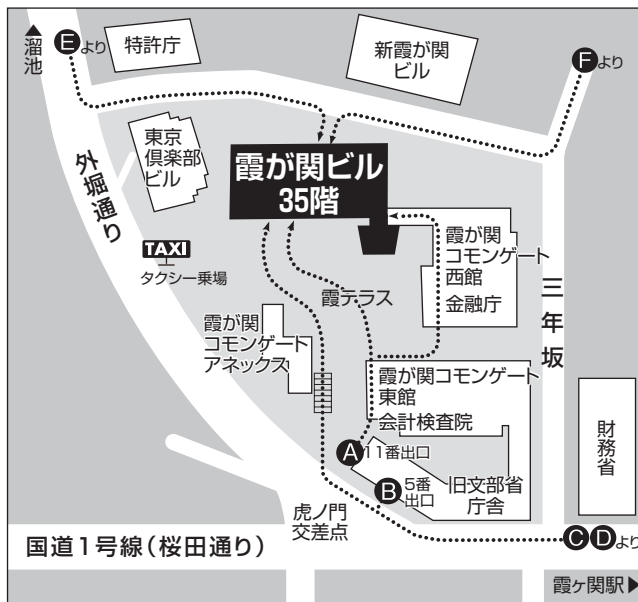 ▲
溜池
Eより
特許庁
新霞が関
ビル
Fより
東京
倶楽部
ビル
霞が関ビル
35階
外堀通り
TAXI
タクシー乗場
霞が関
コモンゲート
西館
金融庁
霞テラス
三年坂
霞が関
コモンゲート
アネックス
霞が関コモンゲート
東館
会計検査院
財務省
A11番出口
B5番
出口
旧文部省
庁舎
虎ノ門
交差点
国道1号線(桜田通り)
CDより
霞ヶ関駅▶